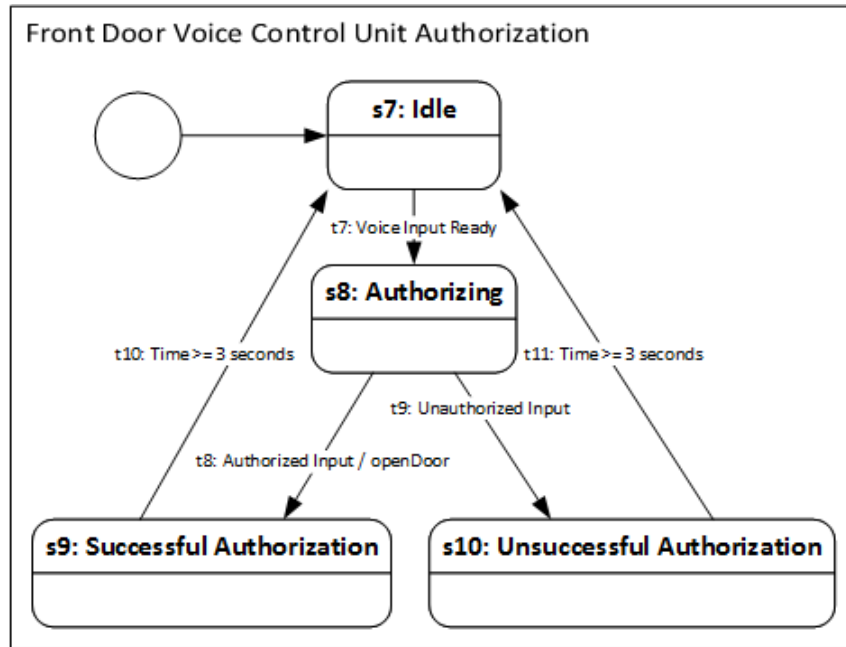 Front Door Voice Control Unit Authorization
s7: Idle
t7: Voice Input Ready
s8: Authorizing
t10: Time >= 3 seconds
t11: Time >= 3 seconds
t9: Unauthorized Input
t8: Authorized Input / openDoor
s9: Successful Authorization
s10: Unsuccessful Authorization